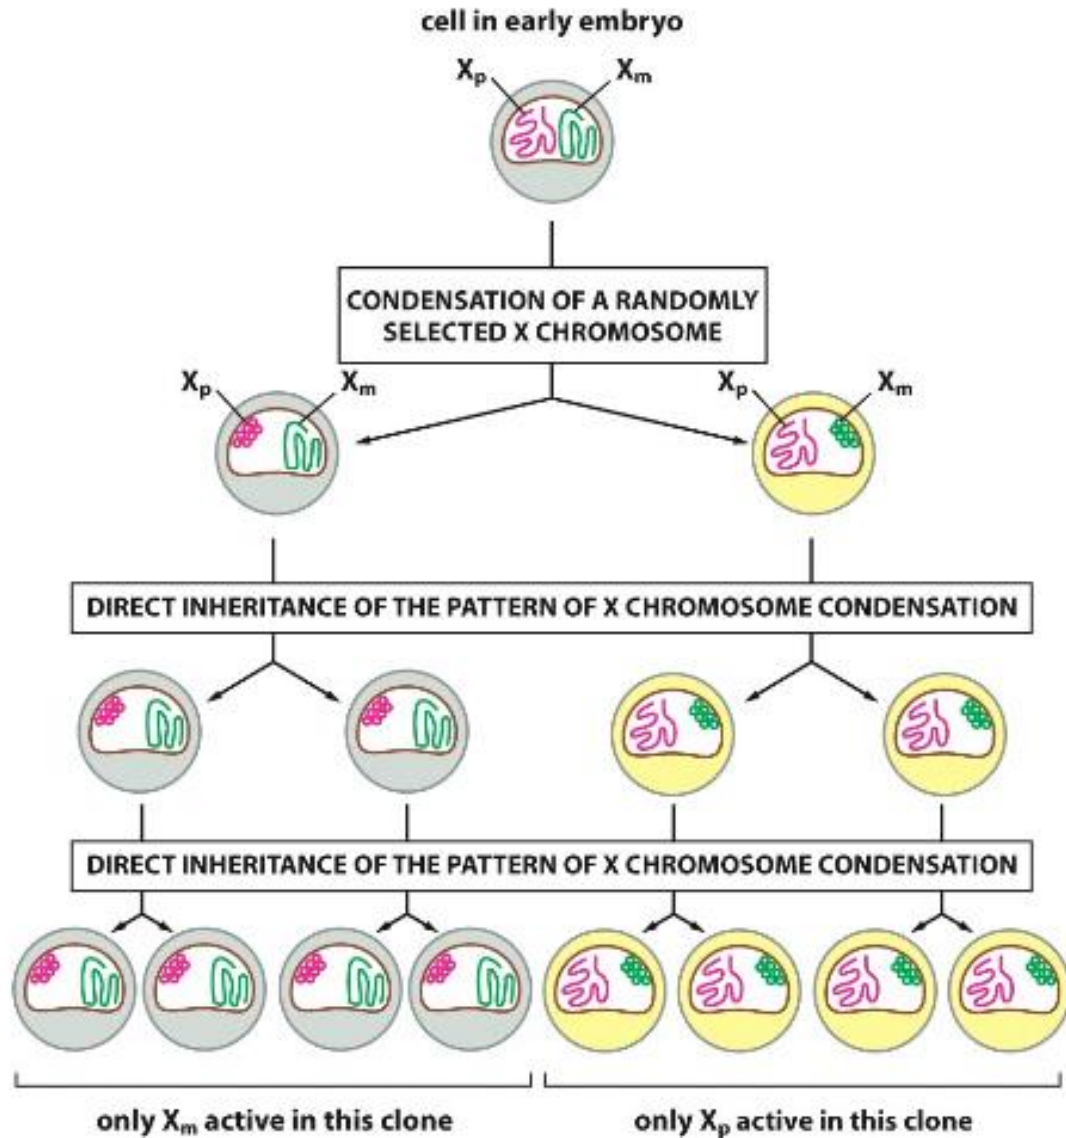 cell in early embryo
Xp Xm
CONDENSATION OF A RANDOMLY
SELECTED X CHROMOSOME
Xp Xm Xp Xm
DIRECT INHERITANCE OF THE PATTERN OF X CHROMOSOME CONDENSATION
DIRECT INHERITANCE OF THE PATTERN OF X CHROMOSOME CONDENSATION
only Xm active in this clone only Xp active in this clone